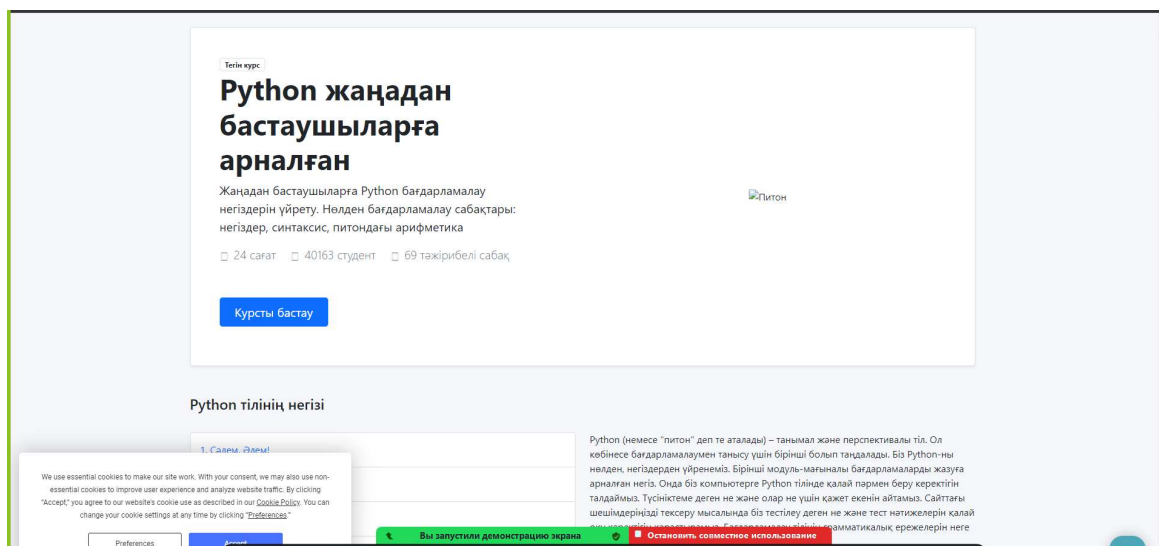 Тегін курс
Python жаңадан
бастаушыларға
арналған
Жаңадан бастаушыларға Python бағдарламалау
негіздерін үйрету. Нөлден бағдарламалау сабақтары:
негіздер, синтаксис, питондағы арифметика
24 сағат 40163 студент 69 тәжірибелі сабақ
Питон
Курсты бастау
Python тілінің негізі
1. Сәлем, Әлем!
Python (немесе "питон" деп те аталады) – танымал және перспективалы тіл. Ол
көбінесе бағдарламалаумен танысу үшін бірінші болып таңдалады. Біз Python-ны
нөлден, негіздерден үйренеміз. Бірінші модуль-мағыналы бағдарламаларды жазуға
арналған негіз. Онда біз компьютерге Python тілінде қалай пәрмен беру керектігін
талдаймыз. Түсініктеме деген не және олар не үшін қажет екенін айтамыз. Сайттағы
шешімдеріңізді тексеру мысалында біз тестілеу деген не және тест нәтижелерін қалай
оқу керектігін қарастырамыз. Бағдарламалау тілінің грамматикалық ережелерін неге
We use essential cookies to make our site work. With your consent, we may also use non-
essential cookies to improve user experience and analyze website traffic. By clicking
"Accept," you agree to our website's cookie use as described in our Cookie Policy. You can
change your cookie settings at any time by clicking "Preferences."
Preferences Accept
Вы запустили демонстрацию экрана Остановить совместное использование